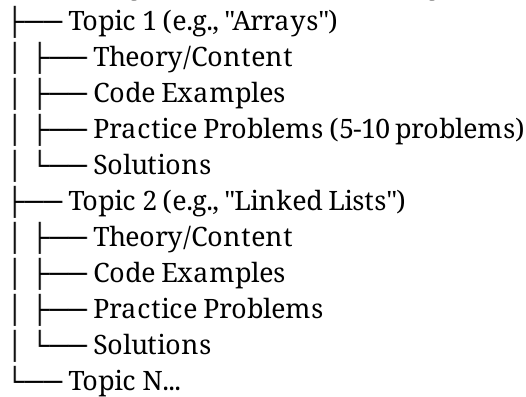 ├── Topic 1 (e.g., "Arrays")
│ ├── Theory/Content
│ ├── Code Examples
│ ├── Practice Problems (5-10 problems)
│ └── Solutions
├── Topic 2 (e.g., "Linked Lists")
│ ├── Theory/Content
│ ├── Code Examples
│ ├── Practice Problems
│ └── Solutions
└── Topic N...